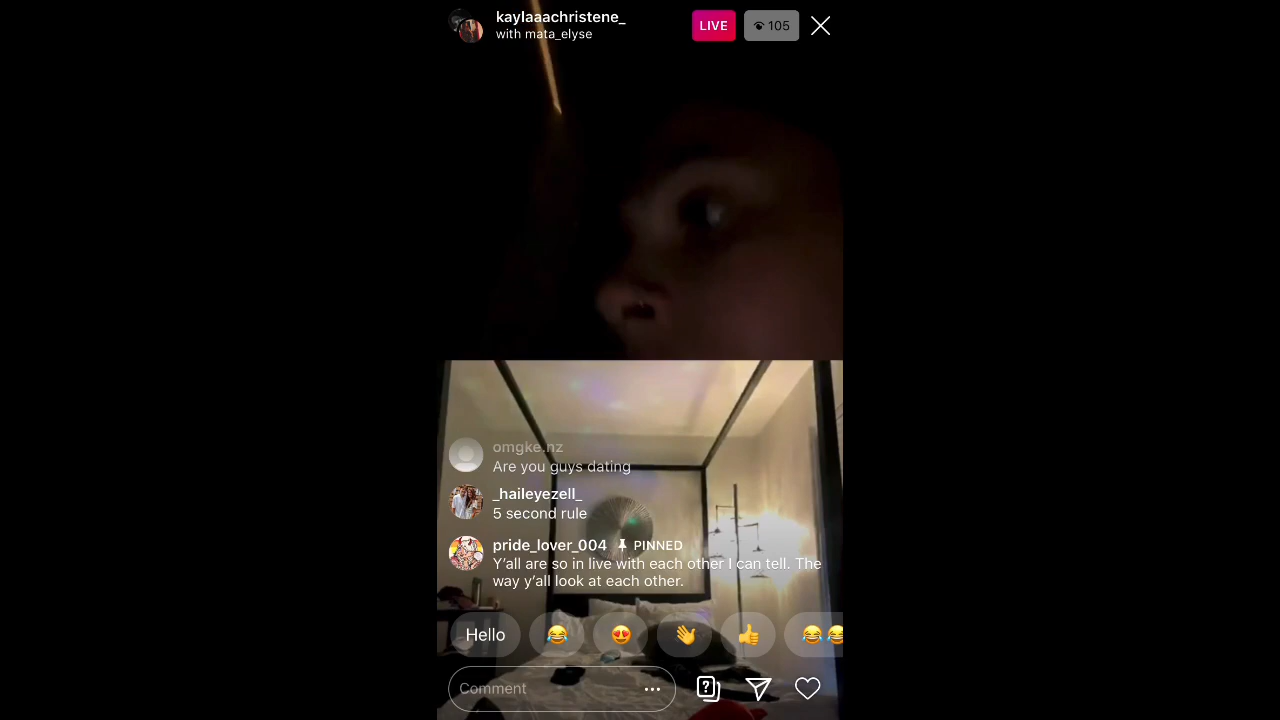 kaylaaachristene_
with mata_elyse
LIVE
105
omgke.nz
Are you guys dating
_haileyezell_
5 second rule
pride_lover_004 PINNED
Y'all are so in live with each other I can tell. The
way y'all look at each other.
Hello
Comment